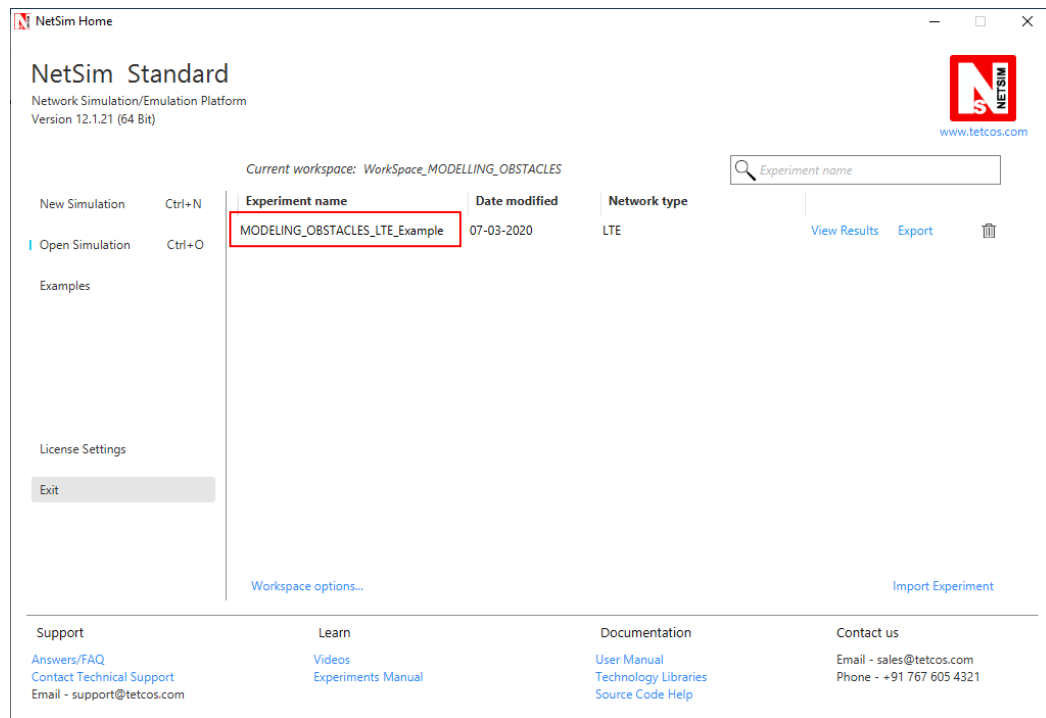 NetSim Home
NetSim Standard
Network Simulation/Emulation Platform
Version 12.1.21 (64 Bit)
NETSIM
www.tetcos.com
Current workspace: WorkSpace_MODELLING_OBSTACLES
Experiment name
New Simulation Ctrl+N
Open Simulation Ctrl+O
Examples
License Settings
Exit
Experiment name Date modified Network type
MODELING_OBSTACLES_LTE_Example 07-03-2020 LTE View Results Export
Workspace options...
Import Experiment
Support
Answers/FAQ
Contact Technical Support
Email - support@tetcos.com
Learn
Videos
Experiments Manual
Documentation
User Manual
Technology Libraries
Source Code Help
Contact us
Email - sales@tetcos.com
Phone - +91 767 605 4321